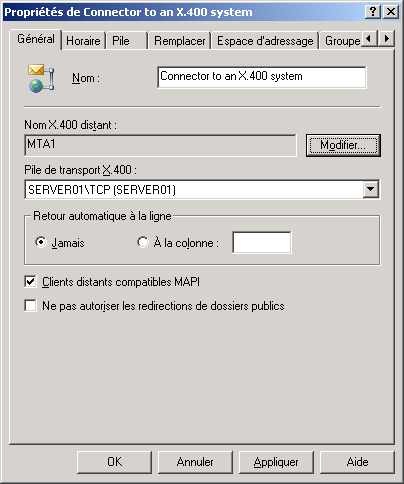 Propriétés de Connector to an X.400 system
Général Horaire Pile Remplacer Espace d'adressage Groupe
Nom : Connector to an X.400 system
Nom X.400 distant :
MTA1 Modifier...
Pile de transport X.400 :
SERVER01\TCP (SERVER01)
Retour automatique à la ligne
Jamais À la colonne :
Clients distants compatibles MAPI
Ne pas autoriser les redirections de dossiers publics
OK Annuler Appliquer Aide